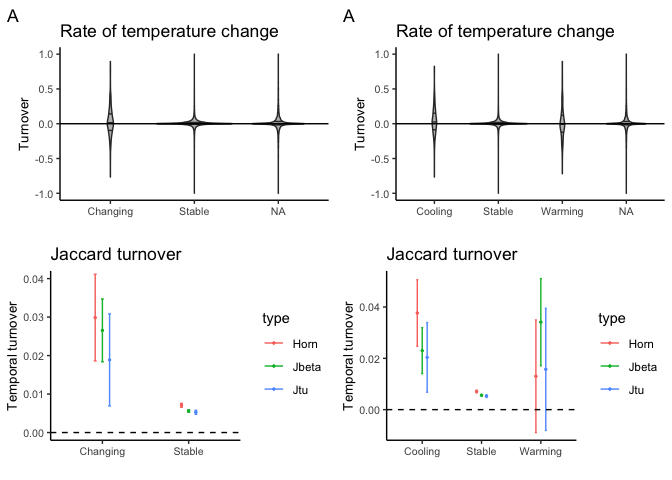 A
Rate of temperature change
Turnover
1.0
0.5
0.0
-0.5
-1.0
Changing
Stable
NA
A
Rate of temperature change
Turnover
1.0
0.5
0.0
-0.5
-1.0
Cooling
Stable
Warming
NA
Jaccard turnover
Temporal turnover
0.04
0.03
0.02
0.01
0.00
Changing
Stable
type
Horn
Jbeta
Jtu
Jaccard turnover
Temporal turnover
0.04
0.02
0.00
Cooling
Stable
Warming
type
Horn
Jbeta
Jtu